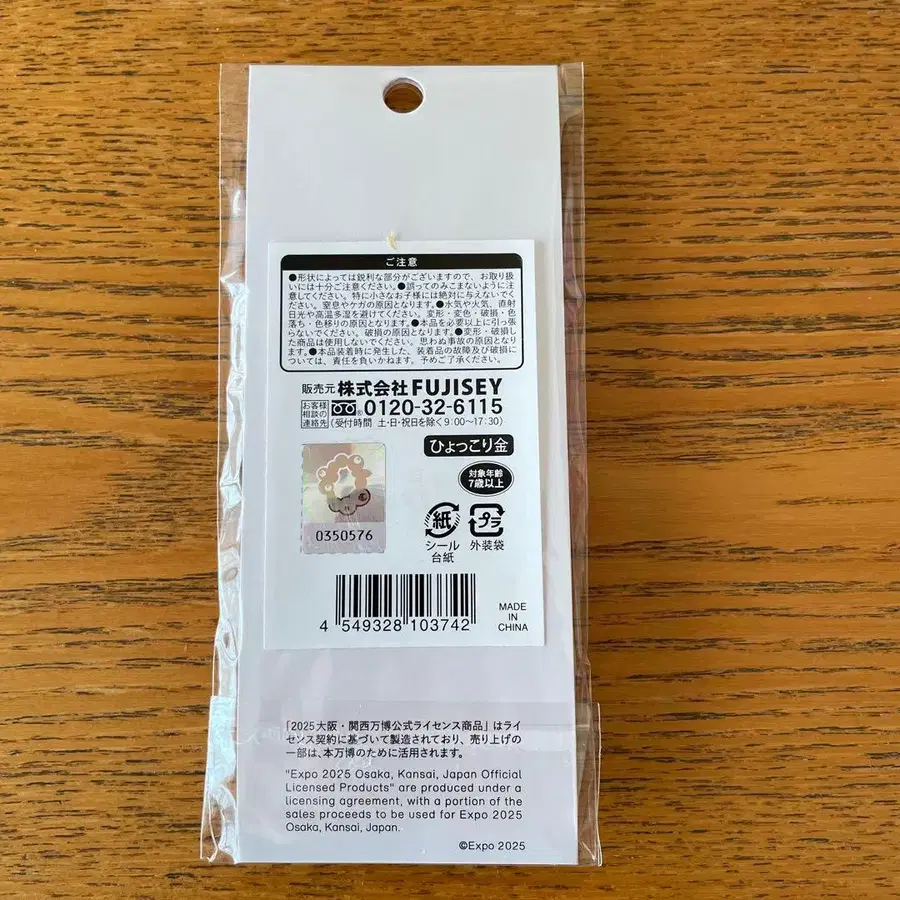 ご注意
●形状によっては鋭利な部分がございますので、お取り扱
いには十分ご注意ください。●誤ってのみこまないように注
意してください。特に小さなお子様には絶対に与えないでく
ださい。窒息やケガの原因となります。●水気や火気、直射
日光や高温多湿を避けてください。変形・変色・破損・色
落ち・色移りの原因となります。●本品を必要以上に引っ張
らないでください。破損の原因となります。●変形・破損し
た商品は使用しないでください。思わぬ事故の原因となりま
す。●本品装着時に発生した、装着品の故障及び破損に
ついては、責任を負いかねます。予めご了承ください。
販売元 株式会社FUJISEY
お客様相談の連絡先 ® 0120-32-6115
(受付時間 土・日・祝日を除く9:00〜17:30)
ひょっこり金
対象年齢
7歳以上
0350576
紙 プラ
シール台紙 外装袋
4 549328 103742
MADE
IN
CHINA
「2025大阪・関西万博公式ライセンス商品」はライ
センス契約に基づいて製造されており、売り上げの
一部は、本万博のために活用されます。
"Expo 2025 Osaka, Kansai, Japan Official
Licensed Products" are produced under a
licensing agreement, with a portion of the
sales proceeds to be used for Expo 2025
Osaka, Kansai, Japan.
©Expo 2025